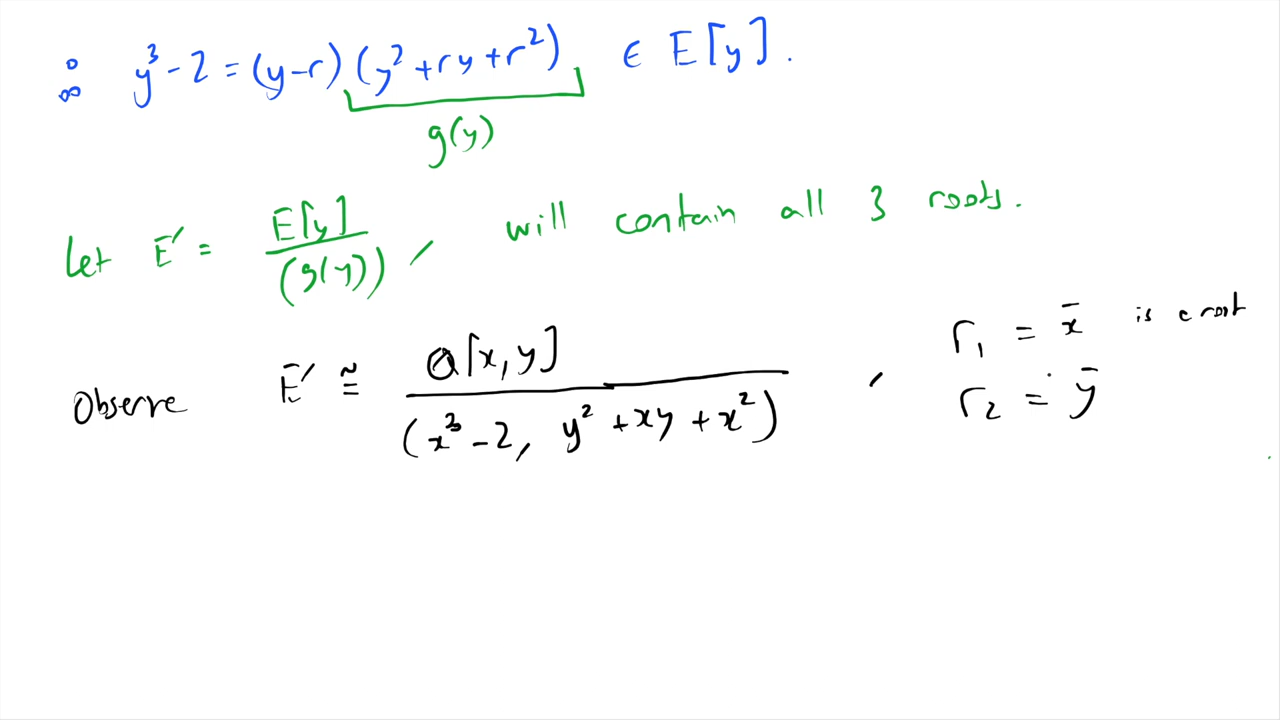 ∴ y³ - 2 = (y-r)(y² + ry + r²) ∈ E[y].
g(y)
Let E' = E[y] / (g(y)) , will contain all 3 roots.
Observe E' ≅ Q[x, y] / (x³ - 2, y² + xy + x²) ,
r₁ = x̄ is a root
r₂ = ȳ